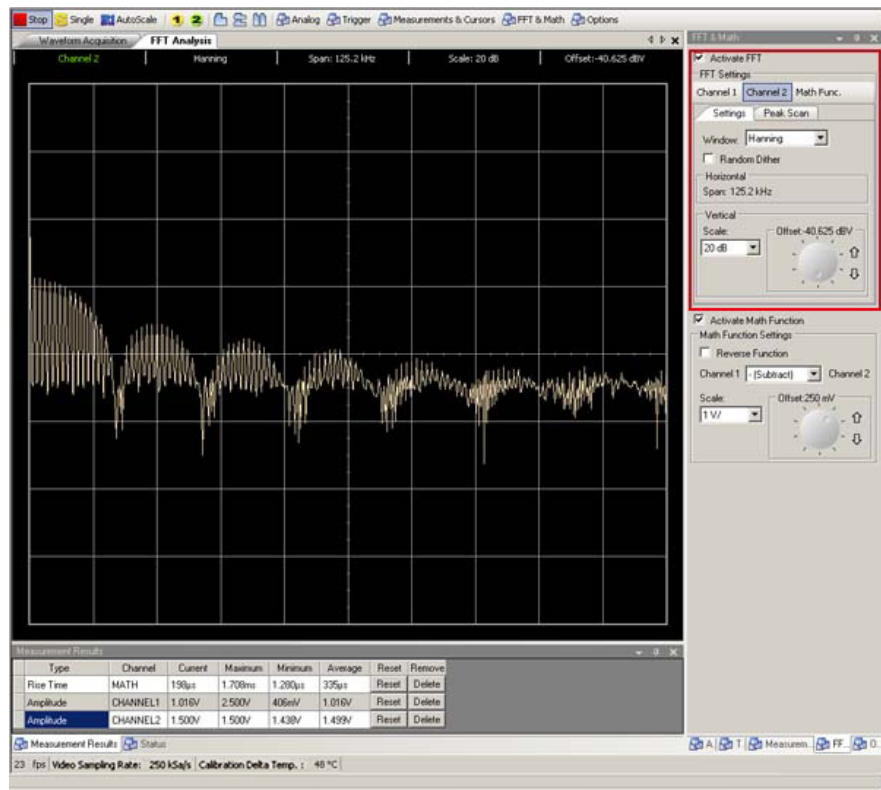 Stop Single AutoScale 1 2 Analog Trigger Measurements & Cursors FFT & Math Options
Waveform Acquisition FFT Analysis
Channel 2 Hanning Span: 125.2 kHz Scale: 20 dB Offset:-40.625 dBV
FFT & Math
Activate FFT
FFT Settings
Channel 1 Channel 2 Math Func.
Settings Peak Scan
Window: Hanning
Random Dither
Horizontal
Span: 125.2 kHz
Vertical
Scale: Offset:-40.625 dBV
20 dB
Activate Math Function
Math Function Settings
Reverse Function
Channel 1 - (Subtract) Channel 2
Scale: Offset:250 mV
1 V/
Measurement Results
Type Channel Current Maximum Minimum Average Reset Remove
Rise Time MATH 198µs 1.708ms 1.280µs 335µs Reset Delete
Amplitude CHANNEL1 1.016V 2.500V 406mV 1.016V Reset Delete
Amplitude CHANNEL2 1.500V 1.500V 1.438V 1.499V Reset Delete
Measurement Results Status
A T Measurem... FF... O...
23 fps Video Sampling Rate: 250 kSa/s Calibration Delta Temp. : 48 °C